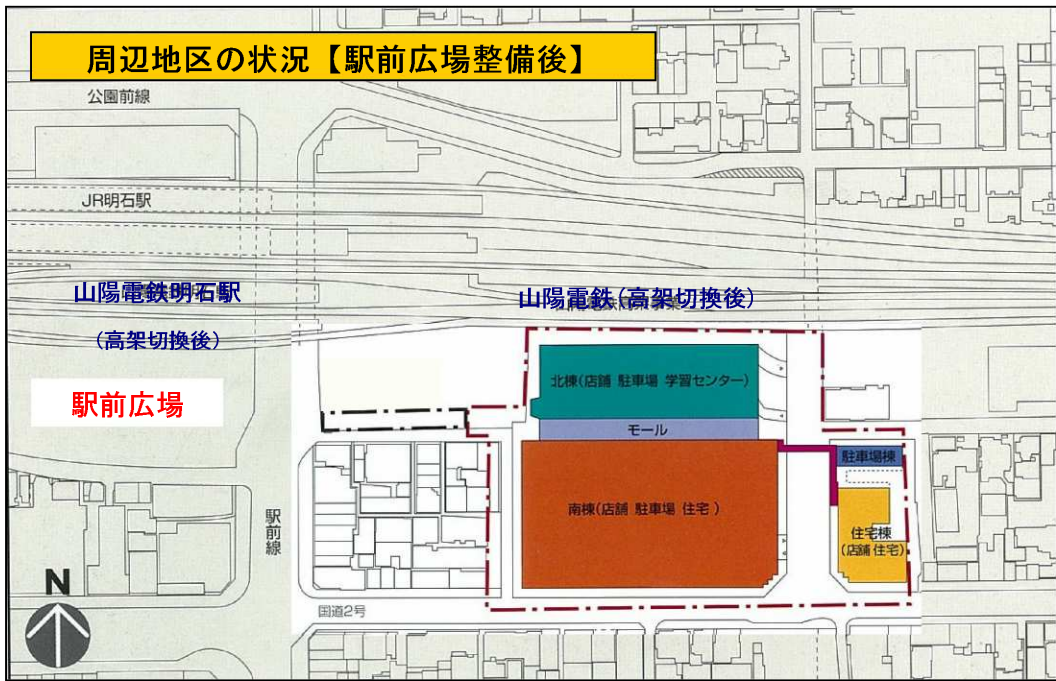 周辺地区の状況【駅前広場整備後】
公園前線
JR明石駅
山陽電鉄明石駅
(高架切換後)
山陽電鉄(高架切換後)
駅前広場
北棟(店舗 駐車場 学習センター)
モール
駐車場棟
南棟(店舗 駐車場 住宅 )
住宅棟
(店舗 住宅)
駅前線
国道2号
N